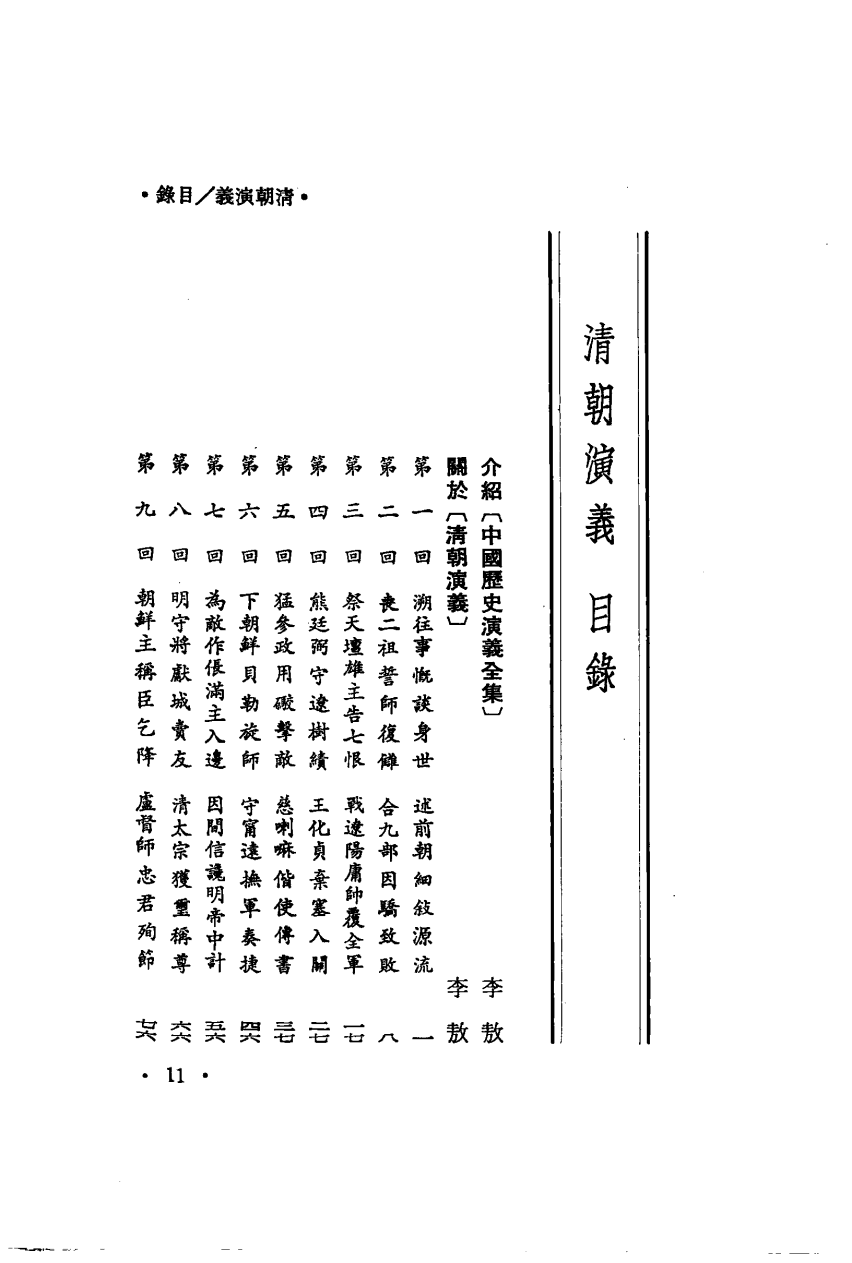 •錄目/義演朝清•
清朝演義 目錄
介紹〔中國歷史演義全集〕 李敖
關於〔清朝演義〕 李敖
第一回 溯往事慨談身世 述前朝細敍源流 一
第二回 喪二祖誓師復讎 合九部因驕致敗 八
第三回 祭天壇雄主告七恨 戰遼陽庸帥覆全軍 一七
第四回 熊廷弼守遼樹績 王化貞棄塞入關 二七
第五回 猛參政用礮擊敵 慈喇嘛偕使傳書 三七
第六回 下朝鮮貝勒旋師 守甯遠撫軍奏捷 四六
第七回 為敵作倀滿主入邊 因間信讒明帝中計 五六
第八回 明守將獻城賣友 清太宗獲璽稱尊 六六
第九回 朝鮮主稱臣乞降 盧督師忠君殉節 七六
• 11 •